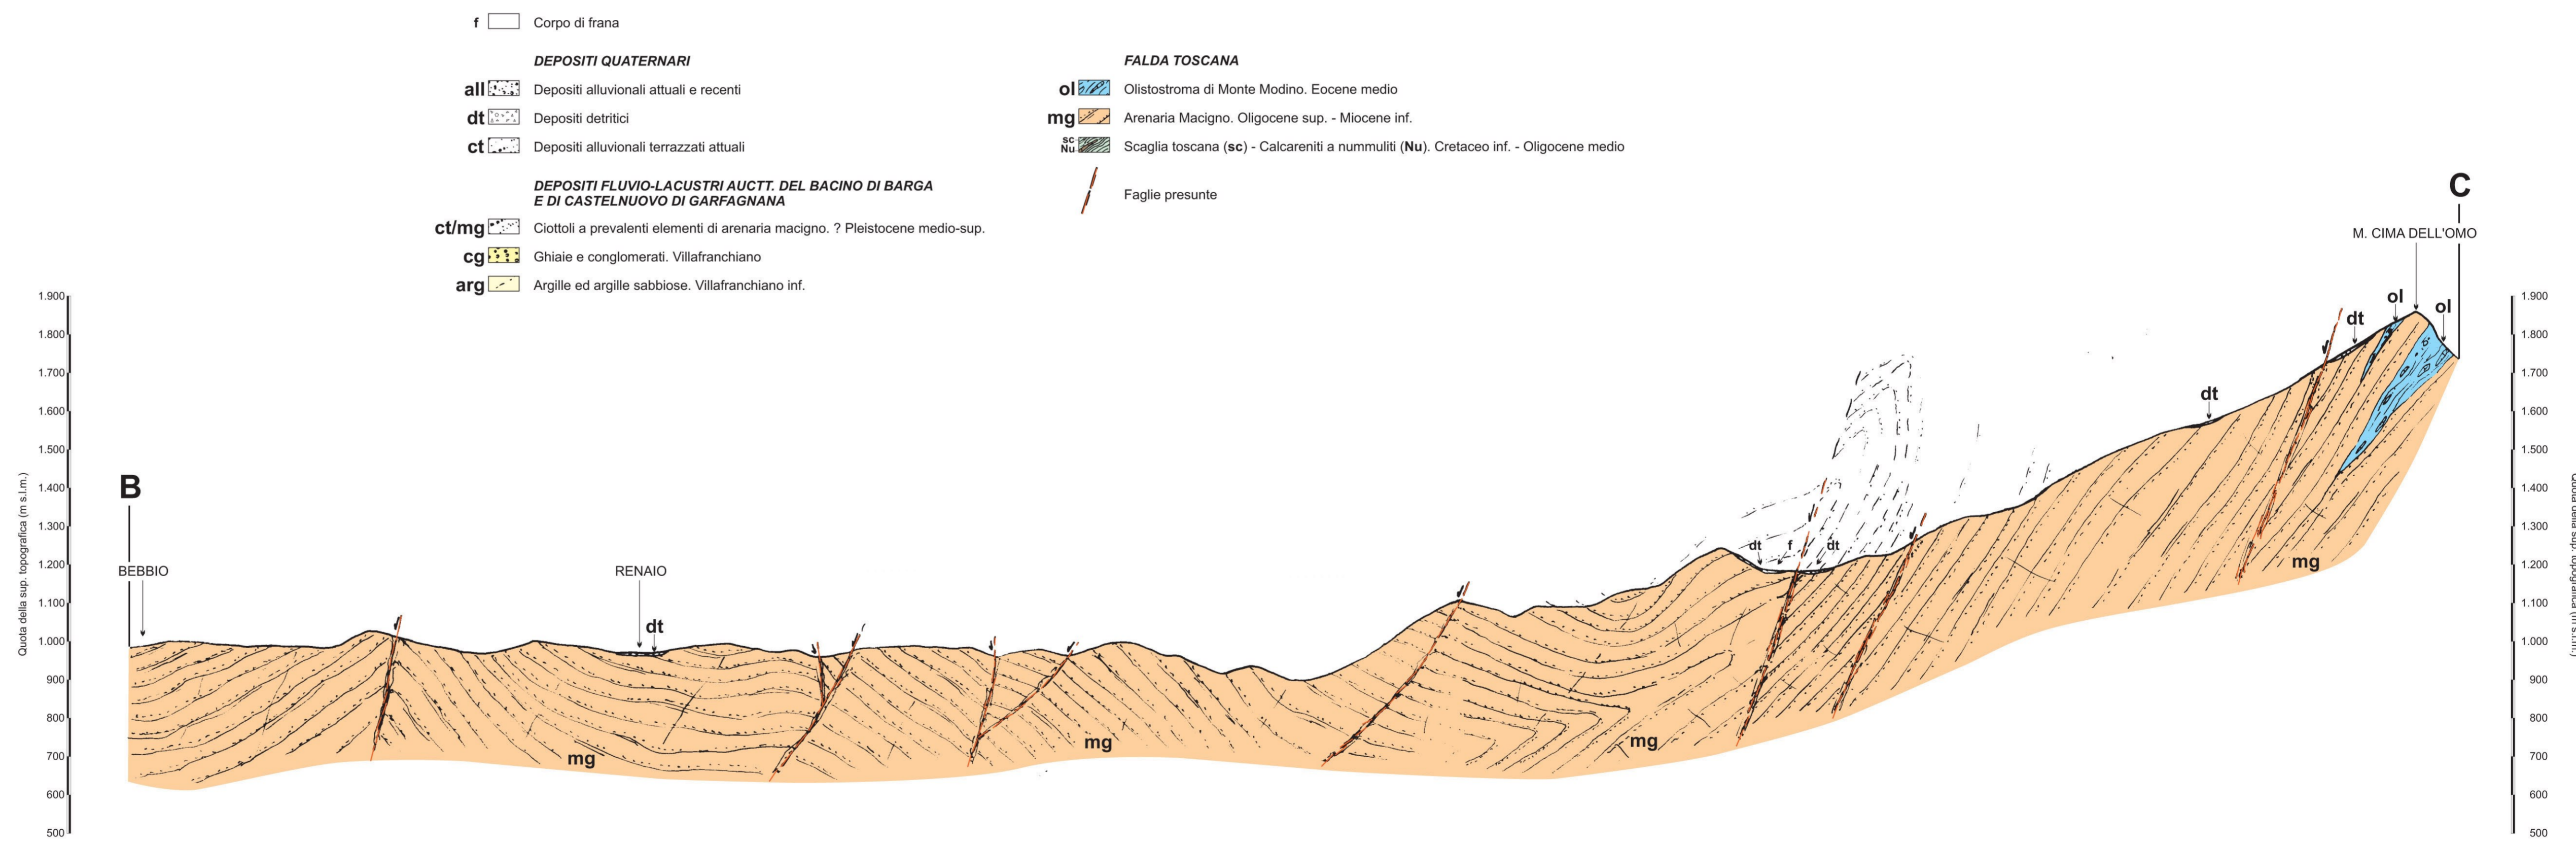 f Corpo di frana
DEPOSITI QUATERNARI
all Depositi alluvionali attuali e recenti
dt Depositi detritici
ct Depositi alluvionali terrazzati attuali
DEPOSITI FLUVIO-LACUSTRI AUCTT. DEL BACINO DI BARGA
E DI CASTELNUOVO DI GARFAGNANA
ct/mg Ciottoli a prevalenti elementi di arenaria macigno. ? Pleistocene medio-sup.
cg Ghiaie e conglomerati. Villafranchiano
arg Argille ed argille sabbiose. Villafranchiano inf.
FALDA TOSCANA
ol Olistostroma di Monte Modino. Eocene medio
mg Arenaria Macigno. Oligocene sup. - Miocene inf.
sc
Nu Scaglia toscana (sc) - Calcareniti a nummuliti (Nu). Cretaceo inf. - Oligocene medio
Faglie presunte
C
M. CIMA DELL'OMO
Quota della sup. topografica (m s.l.m.)
1.900
1.800
1.700
1.600
1.500
1.400
1.300
1.200
1.100
1.000
900
800
700
600
500
B
BEBBIO
RENAIO
dt
dt
f
dt
dt
dt
ol
ol
mg
mg
mg
mg
1.900
1.800
1.700
1.600
1.500
1.400
1.300
1.200
1.100
1.000
900
800
700
600
500